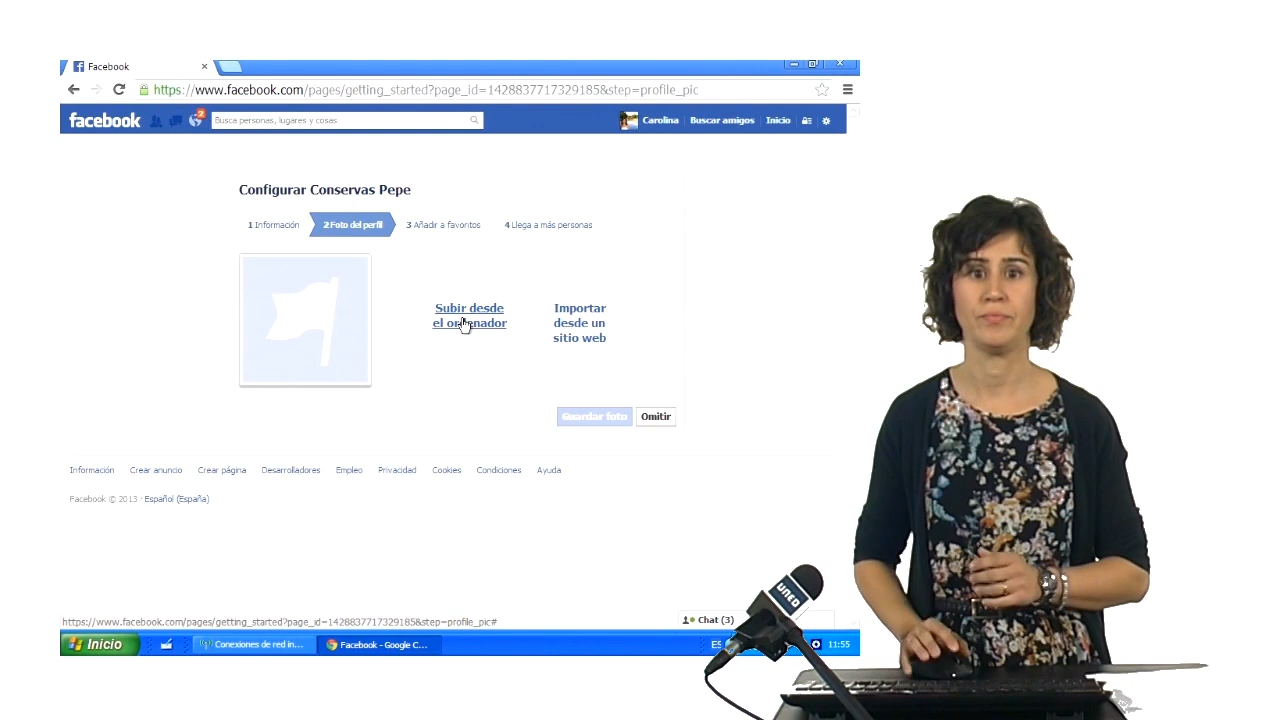 Facebook
https://www.facebook.com/pages/getting_started?page_id=1428837717329185&step=profile_pic
facebook
2
Busca personas, lugares y cosas
Carolina
Buscar amigos
Inicio
Configurar Conservas Pepe
1 Información
2 Foto del perfil
3 Añadir a favoritos
4 Llega a más personas
Subir desde
el ordenador
Importar
desde un
sitio web
Guardar foto
Omitir
Información Crear anuncio Crear página Desarrolladores Empleo Privacidad Cookies Condiciones Ayuda
Facebook © 2013 · Español (España)
https://www.facebook.com/pages/getting_started?page_id=1428837717329185&step=profile_pic#
Chat (3)
Inicio
Conexiones de red in...
Facebook - Google C...
ES
11:55
UNED